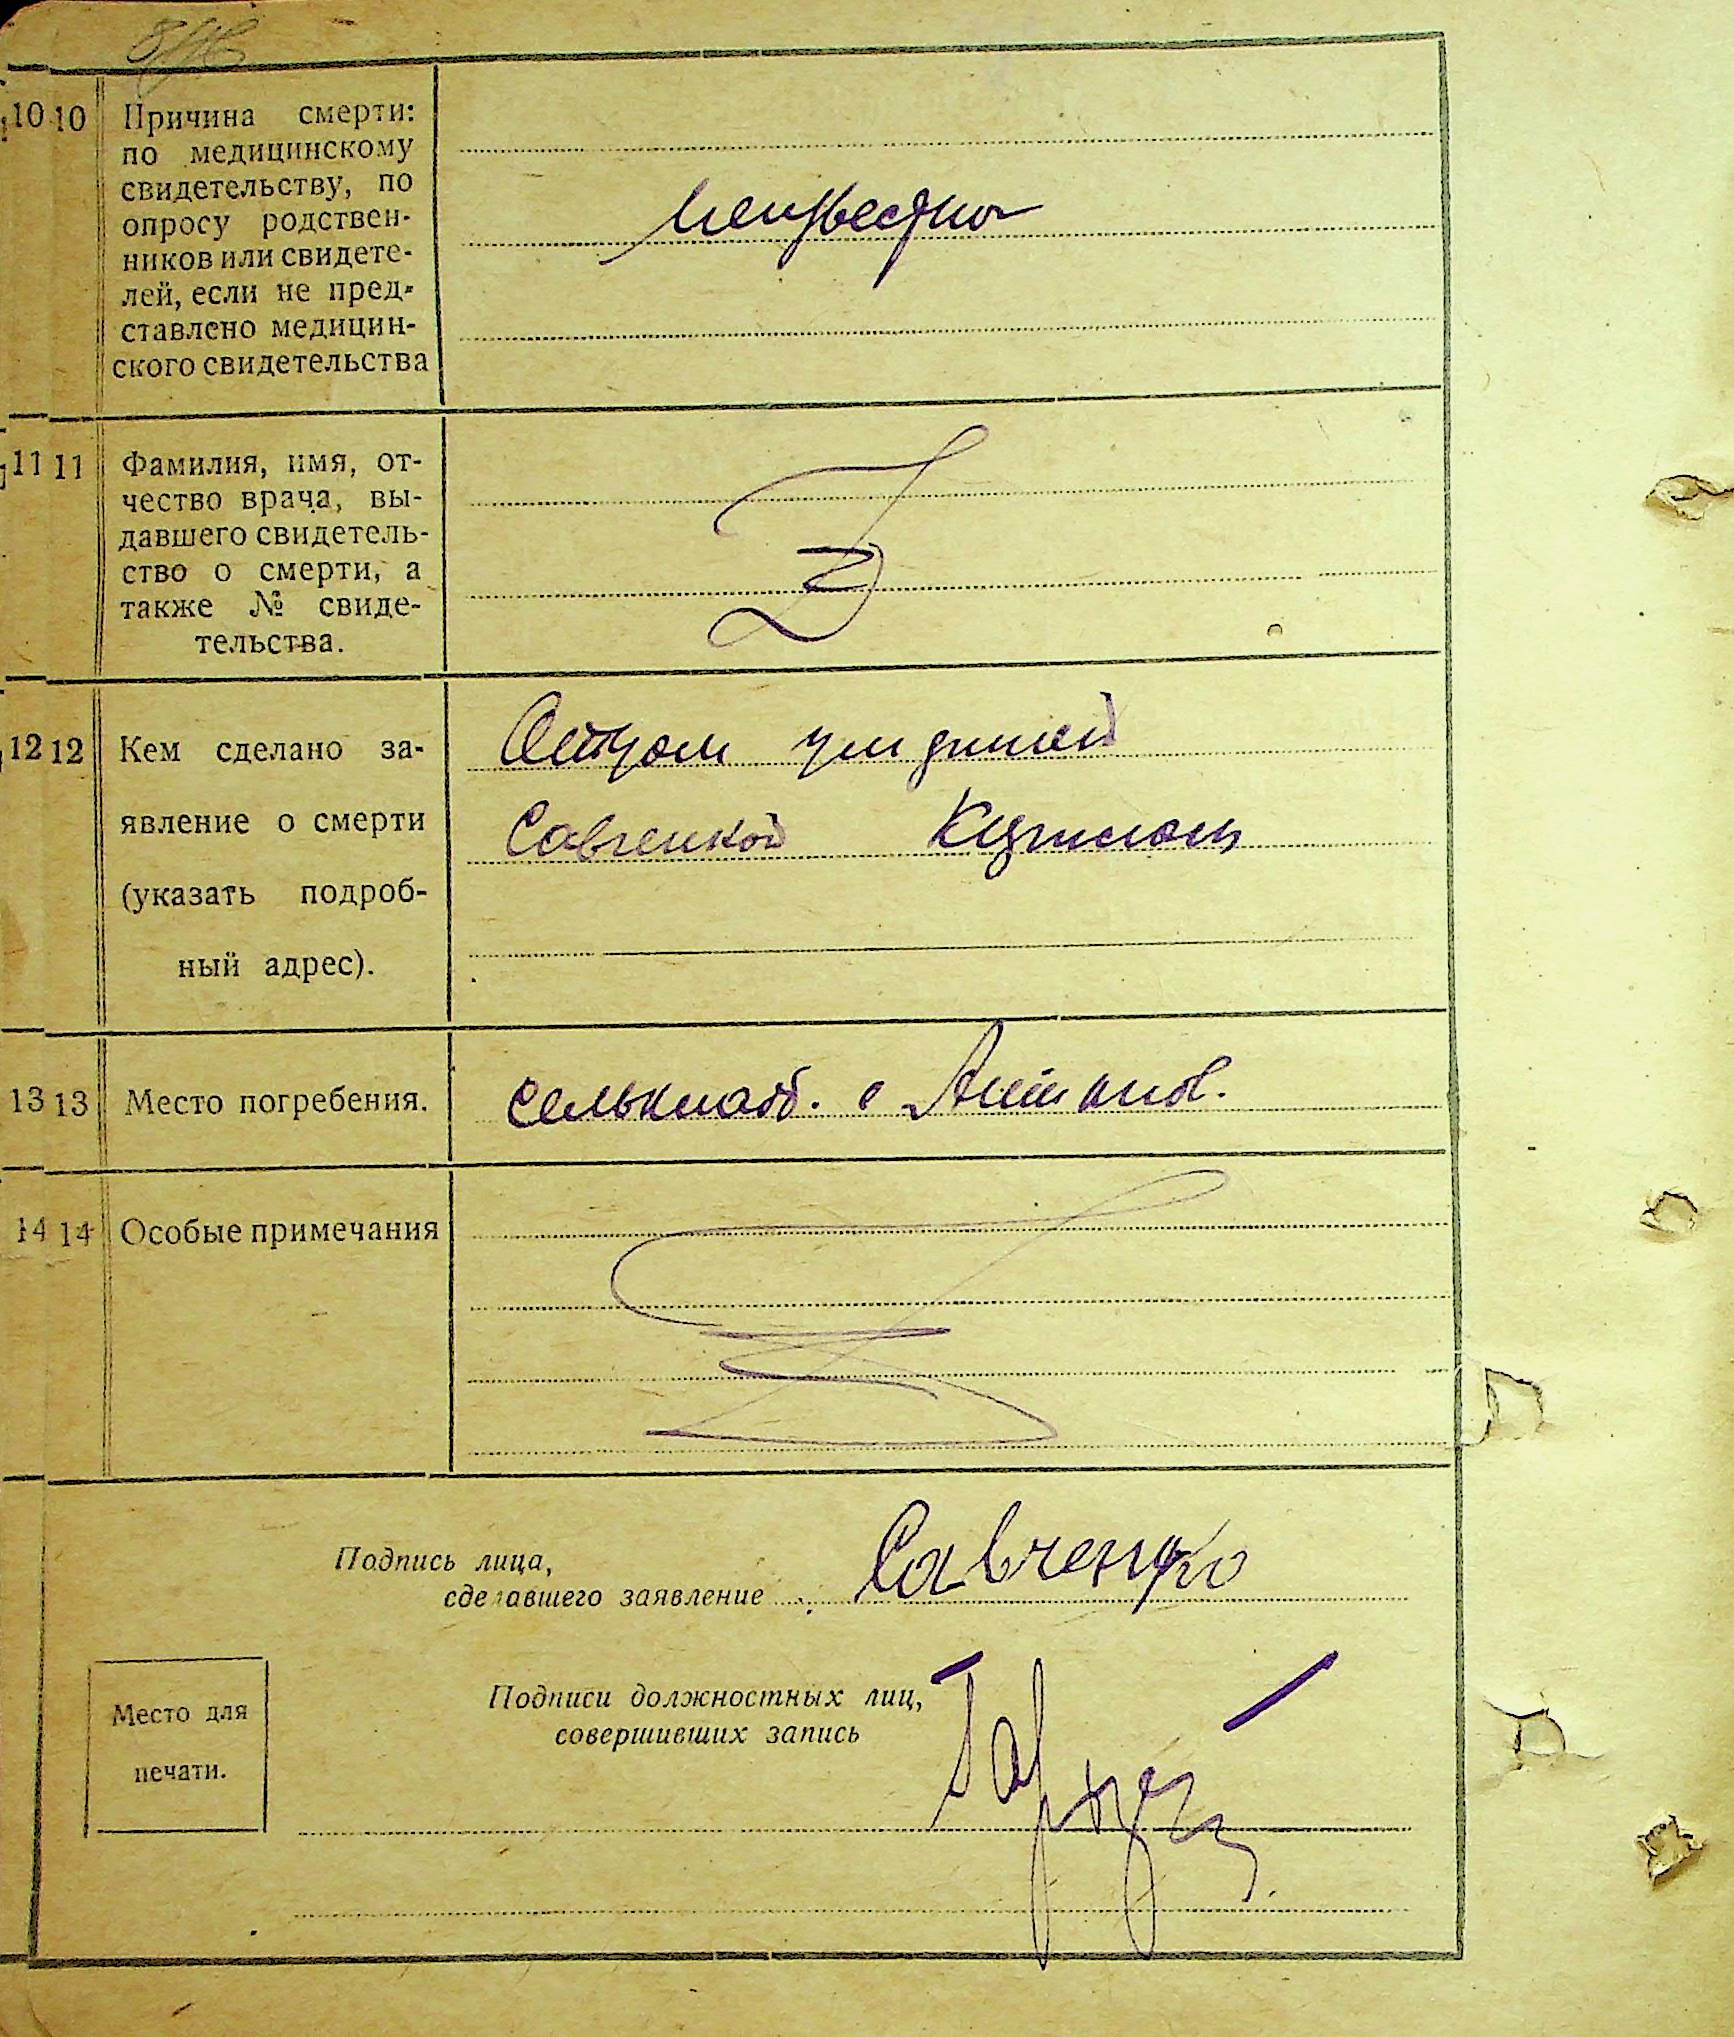 10 10 Причина смерти:
по медицинскому
свидетельству, по
опросу родствен-
ников или свидете-
лей, если не пред-
ставлено медицин-
ского свидетельства
неизвестно
11 11 Фамилия, имя, от-
чество врача, вы-
давшего свидетель-
ство о смерти, а
также № свиде-
тельства.
12 12 Кем сделано за-
явление о смерти
(указать подроб-
ный адрес).
Отцом
Савченкой
13 13 Место погребения.
селькладб. с
14 14 Особые примечания
Подпись лица,
сделавшего заявление Савченко
Подписи должностных лиц,
совершивших запись
Место для
печати.